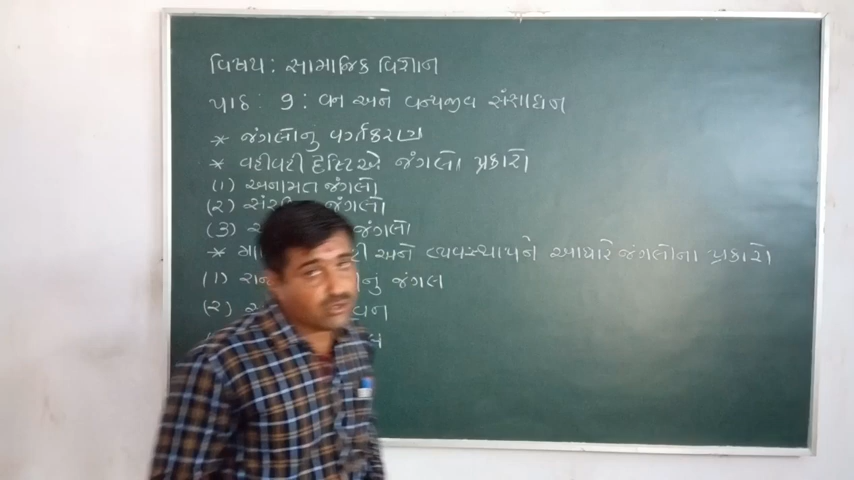 વિષય : સામાજિક વિજ્ઞાન
પાઠ : 9 : વન અને વન્યજીવ સંસાધન
* જંગલોનુ વર્ગીકરણ
* વહીવટી દ્રષ્ટિએ જંગલો પ્રકારો
(1) અનામત જંગલો
(2) જંગલો
(3) જંગલો
* અને વ્યવસ્થાપને આધારે જંગલોના પ્રકારો
(1) જંગલ
(2)